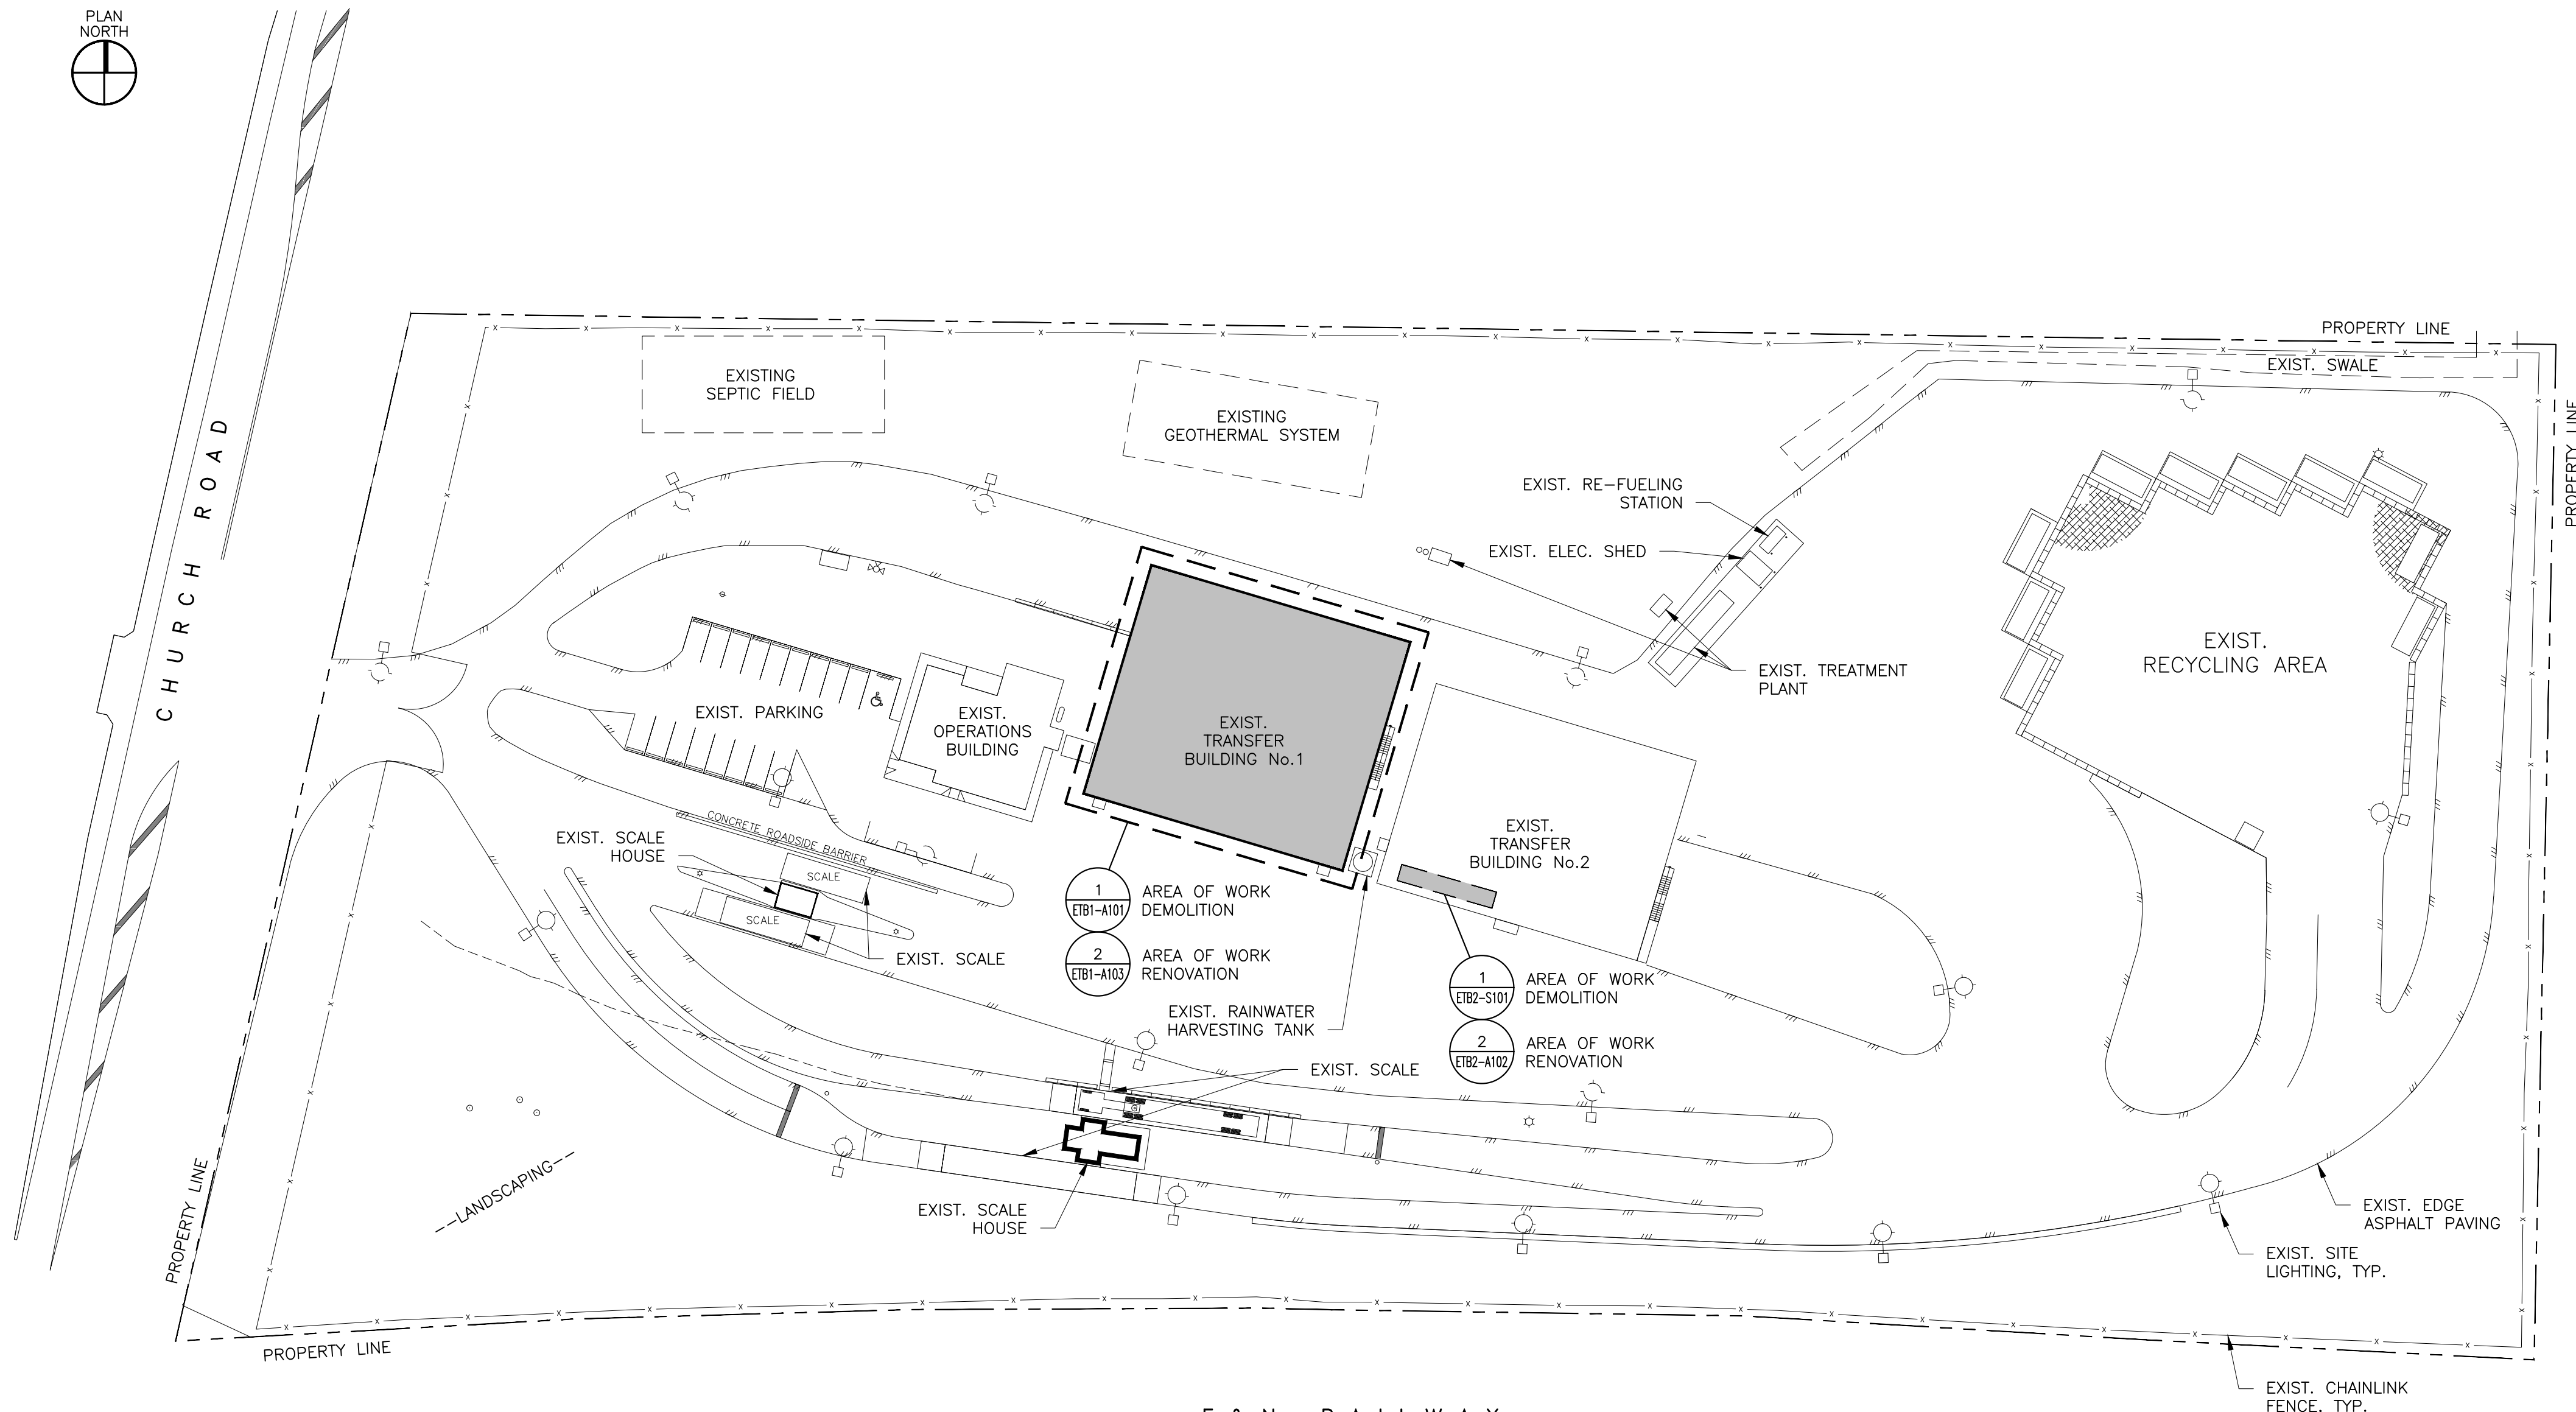 PLAN
NORTH
CHURCH ROAD
PROPERTY LINE
EXIST. SWALE
PROPERTY LINE
EXISTING
SEPTIC FIELD
EXISTING
GEOTHERMAL SYSTEM
EXIST. RE-FUELING
STATION
EXIST. ELEC. SHED
EXIST. TREATMENT
PLANT
EXIST.
RECYCLING AREA
EXIST. PARKING
EXIST.
OPERATIONS
BUILDING
EXIST.
TRANSFER
BUILDING No.1
EXIST.
TRANSFER
BUILDING No.2
CONCRETE ROADSIDE BARRIER
EXIST. SCALE
HOUSE
SCALE
SCALE
EXIST. SCALE
1
ETB1-A101
AREA OF WORK
DEMOLITION
2
ETB1-A103
AREA OF WORK
RENOVATION
1
ETB2-S101
AREA OF WORK
DEMOLITION
2
ETB2-A102
AREA OF WORK
RENOVATION
EXIST. RAINWATER
HARVESTING TANK
EXIST. SCALE
EXIST. SCALE
HOUSE
LANDSCAPING
PROPERTY LINE
PROPERTY LINE
EXIST. EDGE
ASPHALT PAVING
EXIST. SITE
LIGHTING, TYP.
EXIST. CHAINLINK
FENCE, TYP.
E & N RAILWAY